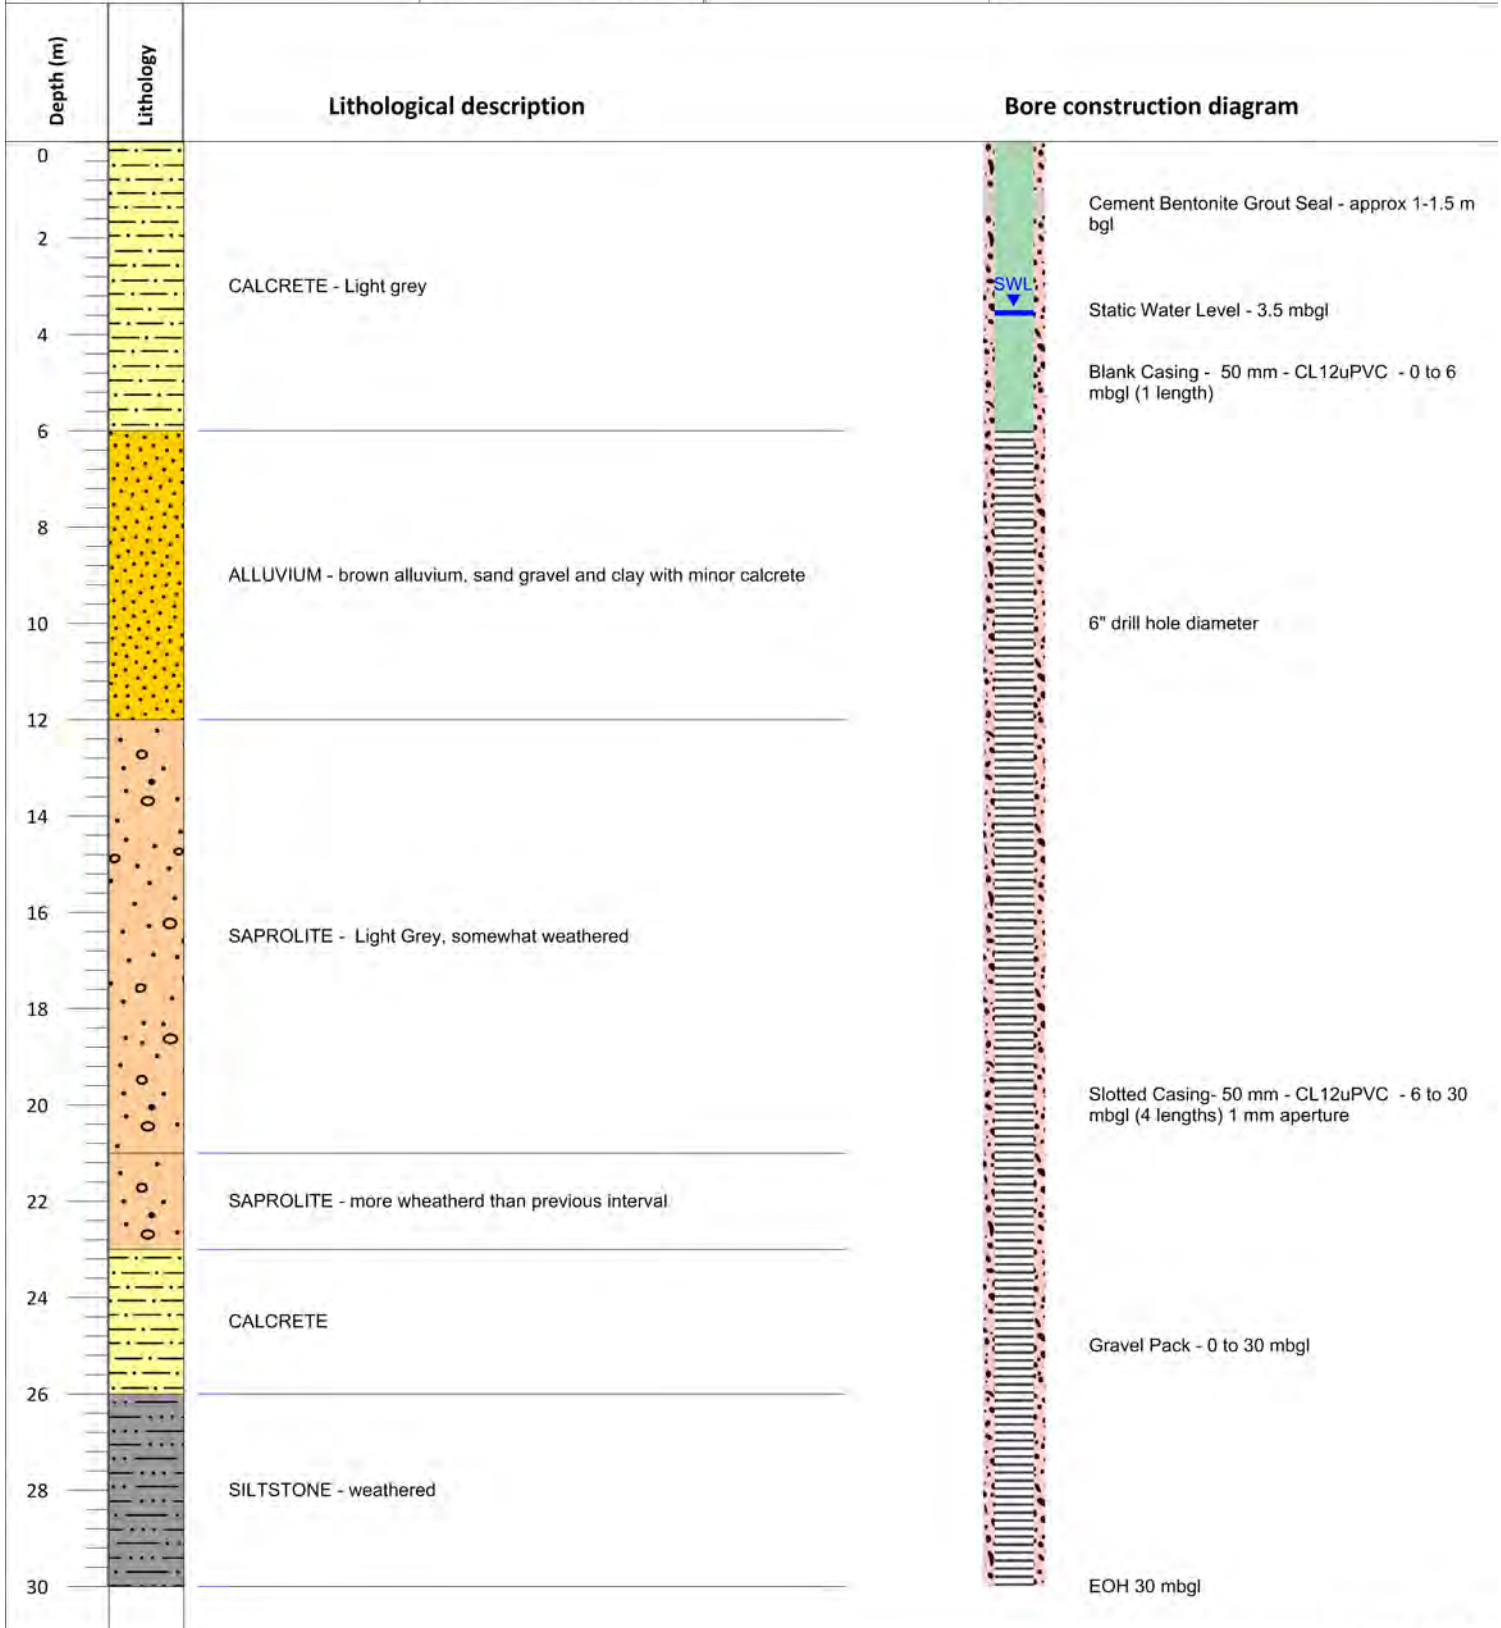 Depth (m)
Lithology
Lithological description
Bore construction diagram
0
Cement Bentonite Grout Seal - approx 1-1.5 m
bgl
2
CALCRETE - Light grey
SWL
Static Water Level - 3.5 mbgl
4
Blank Casing - 50 mm - CL12uPVC - 0 to 6
mbgl (1 length)
6
8
ALLUVIUM - brown alluvium, sand gravel and clay with minor calcrete
10
6" drill hole diameter
12
14
16
SAPROLITE - Light Grey, somewhat weathered
18
20
Slotted Casing- 50 mm - CL12uPVC - 6 to 30
mbgl (4 lengths) 1 mm aperture
22
SAPROLITE - more wheatherd than previous interval
24
CALCRETE
Gravel Pack - 0 to 30 mbgl
26
28
SILTSTONE - weathered
30
EOH 30 mbgl